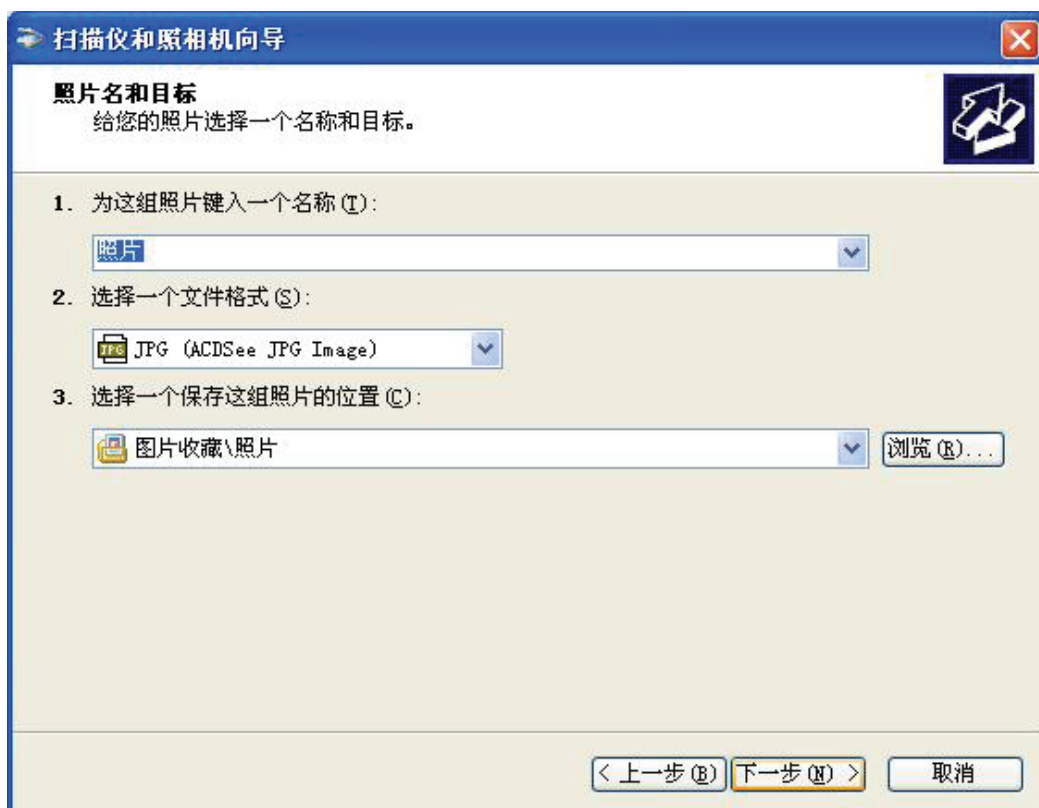 扫描仪和照相机向导
照片名和目标
给您的照片选择一个名称和目标。
1. 为这组照片键入一个名称(T):
照片
2. 选择一个文件格式(S):
JPG (ACDSee JPG Image)
3. 选择一个保存这组照片的位置(C):
图片收藏\照片
浏览(R)...
< 上一步(B) 下一步(N) > 取消